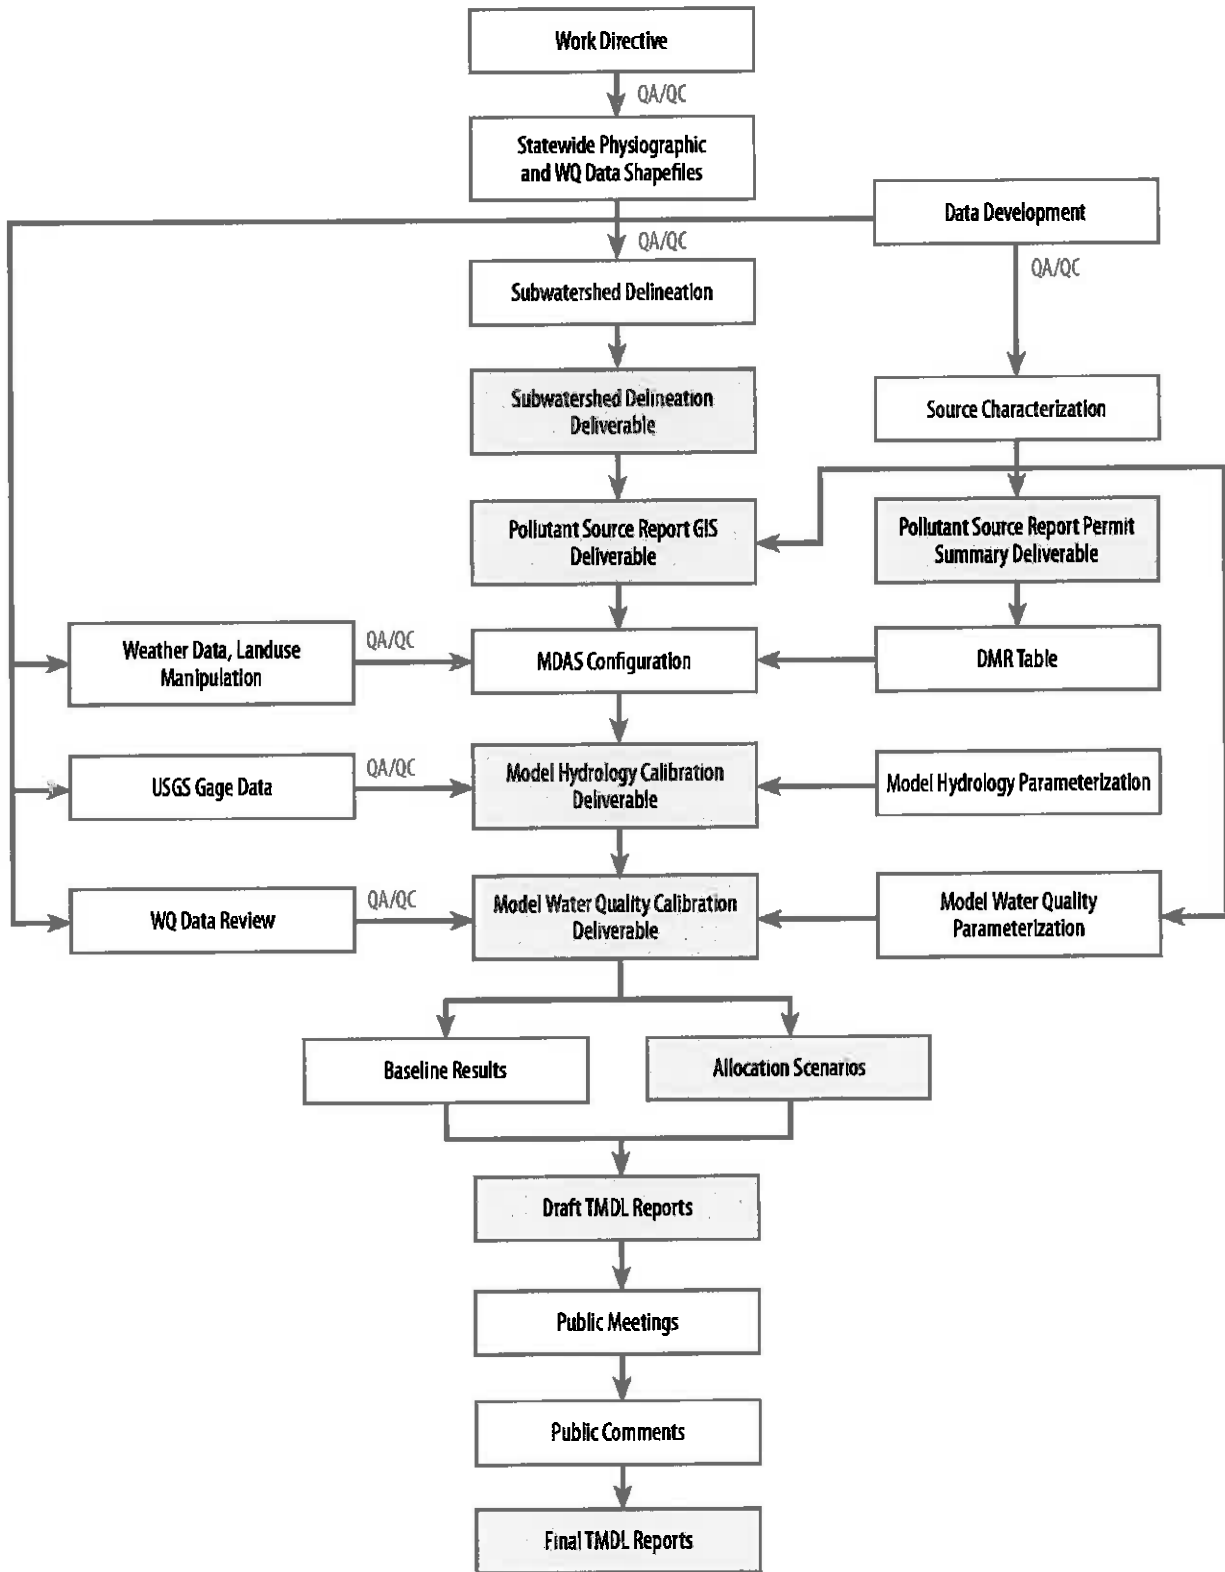 Work Directive
QA/QC
Statewide Physiographic
and WQ Data Shapefiles
Data Development
QA/QC
QA/QC
Subwatershed Delineation
Subwatershed Delineation
Deliverable
Source Characterization
Pollutant Source Report GIS
Deliverable
Pollutant Source Report Permit
Summary Deliverable
Weather Data, Landuse
Manipulation
QA/QC
MDAS Configuration
DMR Table
USGS Gage Data
QA/QC
Model Hydrology Calibration
Deliverable
Model Hydrology Parameterization
WQ Data Review
QA/QC
Model Water Quality Calibration
Deliverable
Model Water Quality
Parameterization
Baseline Results
Allocation Scenarios
Draft TMDL Reports
Public Meetings
Public Comments
Final TMDL Reports